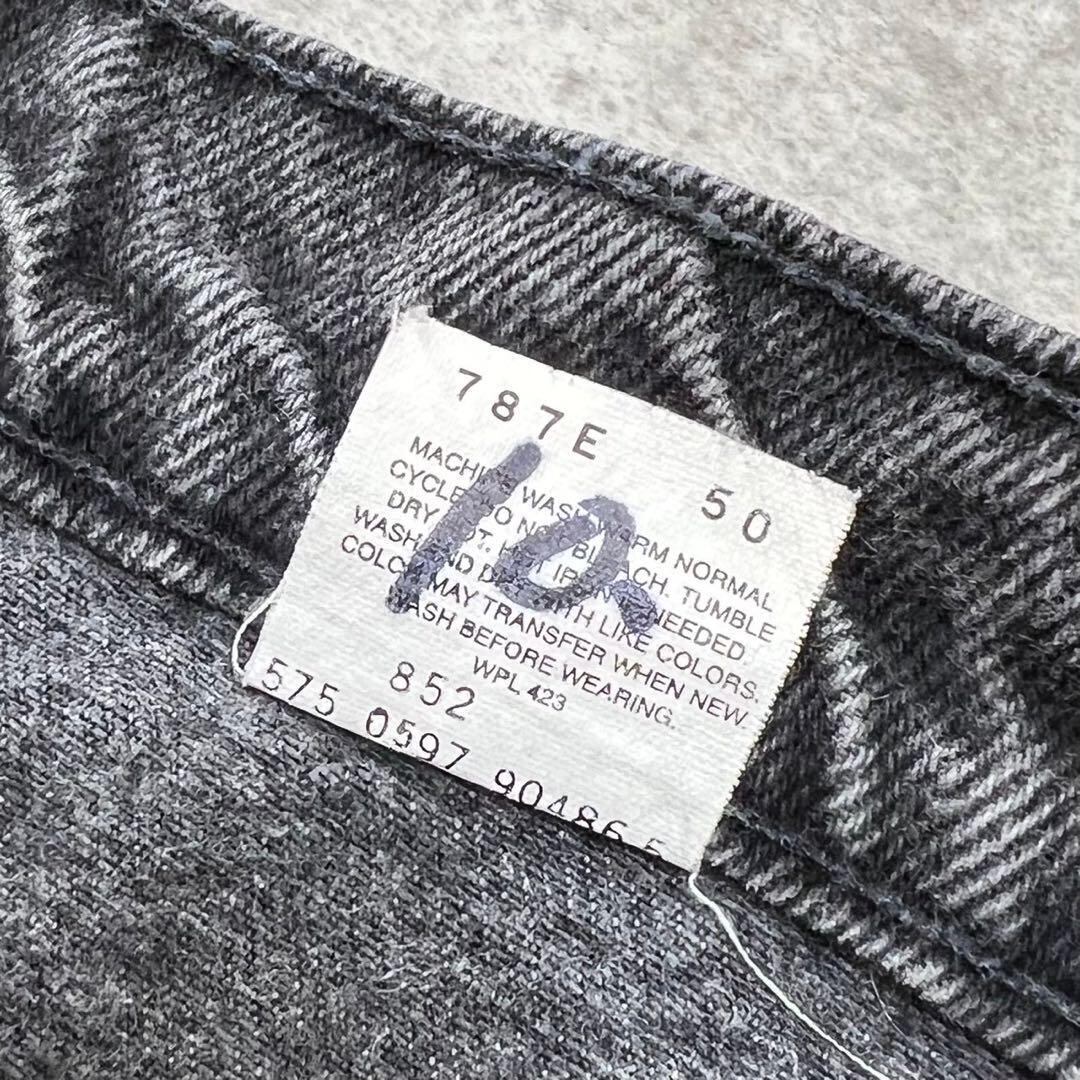 787E 50
MACHINE WASH WARM NORMAL
CYCLE. DO NOT BLEACH. TUMBLE
DRY HOT. HOT IRON IF NEEDED.
WASH AND DRY WITH LIKE COLORS.
COLOR MAY TRANSFER WHEN NEW
WASH BEFORE WEARING.
852 WPL 423
575 0597 90486